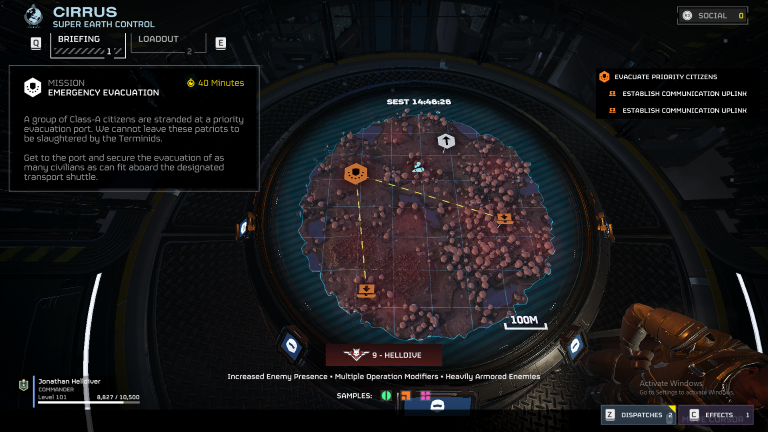 CIRRUS
SUPER EARTH CONTROL
SOCIAL 0
Q
BRIEFING
1
LOADOUT
2
E
MISSION
EMERGENCY EVACUATION
40 Minutes
A group of Class-A citizens are stranded at a priority
evacuation port. We cannot leave these patriots to
be slaughtered by the Terminids.
Get to the port and secure the evacuation of as
many civilians as can fit aboard the designated
transport shuttle.
EVACUATE PRIORITY CITIZENS
ESTABLISH COMMUNICATION UPLINK
ESTABLISH COMMUNICATION UPLINK
SEST 14:46:26
100M
9 - HELLDIVE
Increased Enemy Presence • Multiple Operation Modifiers • Heavily Armored Enemies
SAMPLES:
Jonathan Helldiver
COMMANDER
Level 101
8,827 / 10,500
Activate Windows
Go to Settings to activate Windows.
Z DISPATCHES 2
C EFFECTS 1